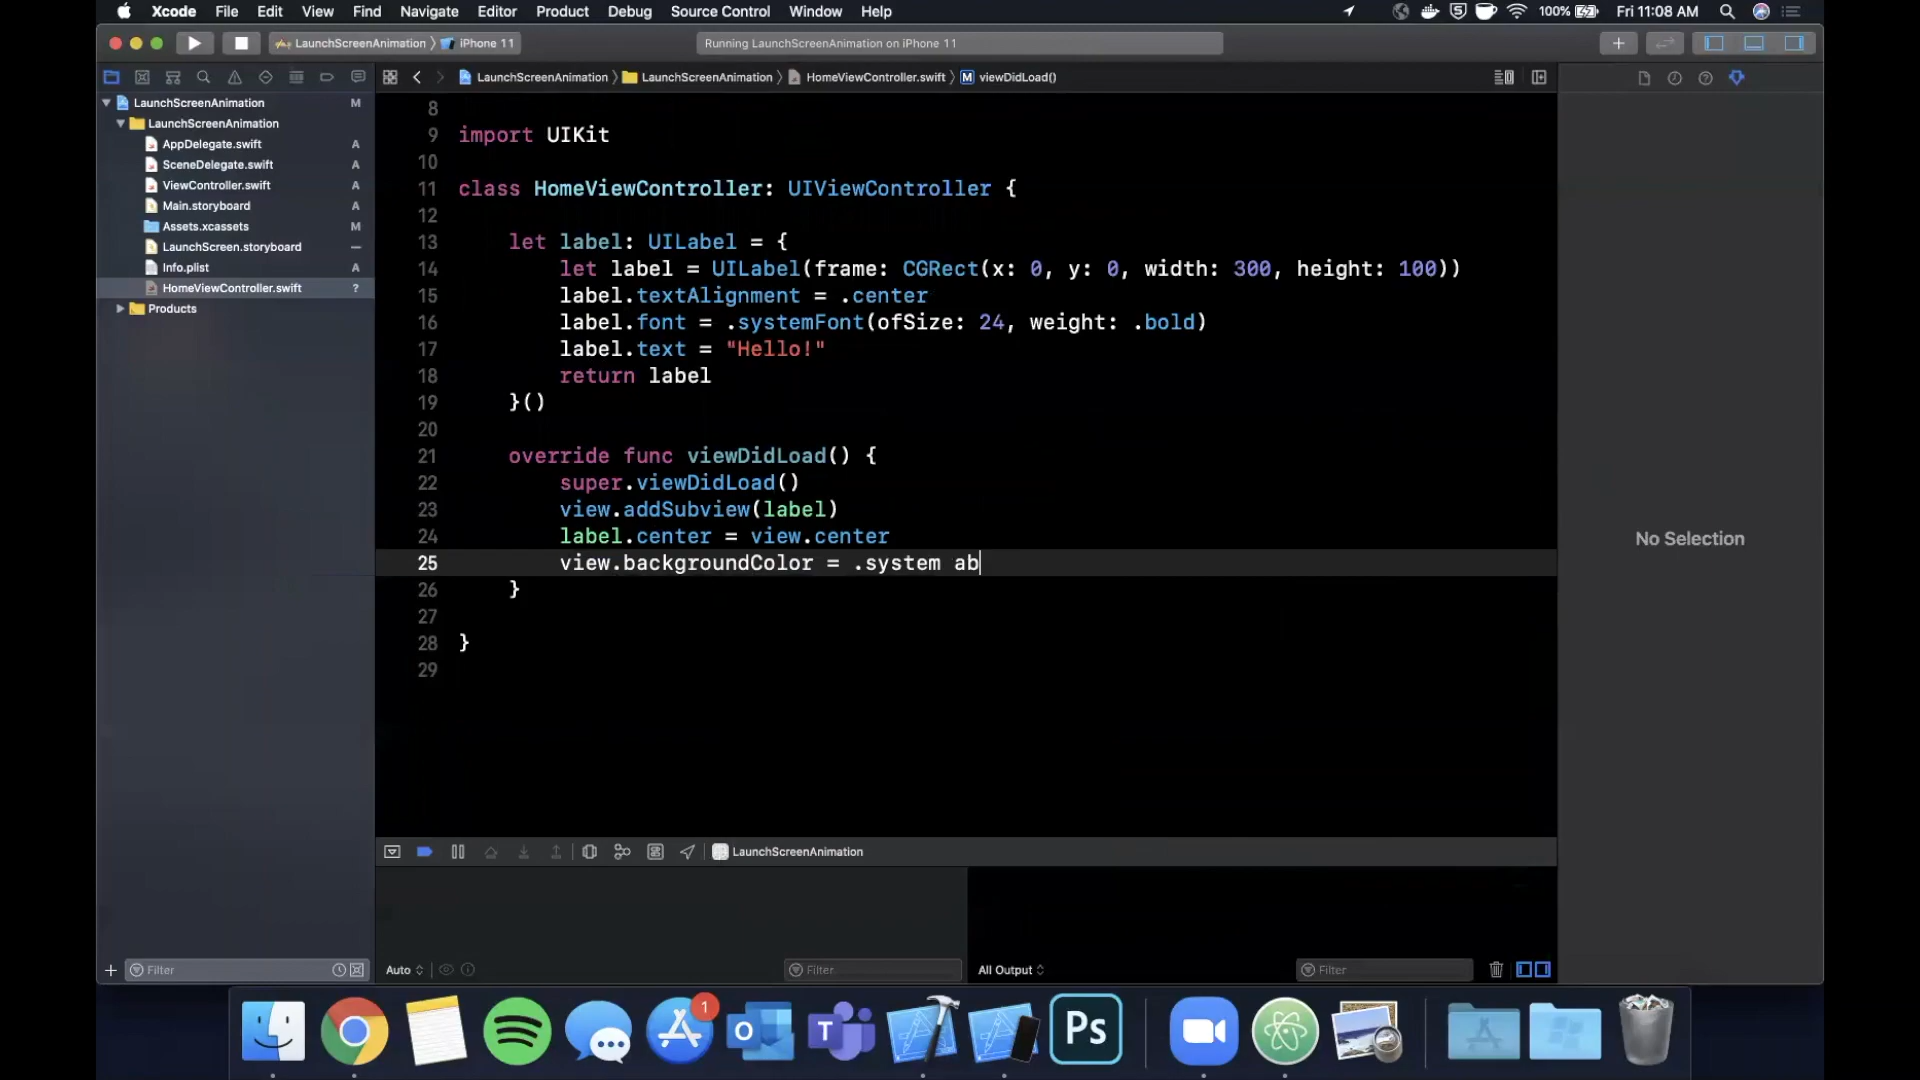 Xcode File Edit View Find Navigate Editor Product Debug Source Control Window Help 100% Fri 11:08 AM
LaunchScreenAnimation iPhone 11 Running LaunchScreenAnimation on iPhone 11
LaunchScreenAnimation LaunchScreenAnimation HomeViewController.swift M viewDidLoad()
LaunchScreenAnimation M
LaunchScreenAnimation
AppDelegate.swift A
SceneDelegate.swift A
ViewController.swift A
Main.storyboard A
Assets.xcassets M
LaunchScreen.storyboard —
Info.plist A
HomeViewController.swift ?
Products
8
9 import UIKit
10
11 class HomeViewController: UIViewController {
12
13 let label: UILabel = {
14 let label = UILabel(frame: CGRect(x: 0, y: 0, width: 300, height: 100))
15 label.textAlignment = .center
16 label.font = .systemFont(ofSize: 24, weight: .bold)
17 label.text = "Hello!"
18 return label
19 }()
20
21 override func viewDidLoad() {
22 super.viewDidLoad()
23 view.addSubview(label)
24 label.center = view.center
25 view.backgroundColor = .system ab
26 }
27
28 }
29
No Selection
LaunchScreenAnimation
Filter
Auto Filter
All Output Filter
1
Ps